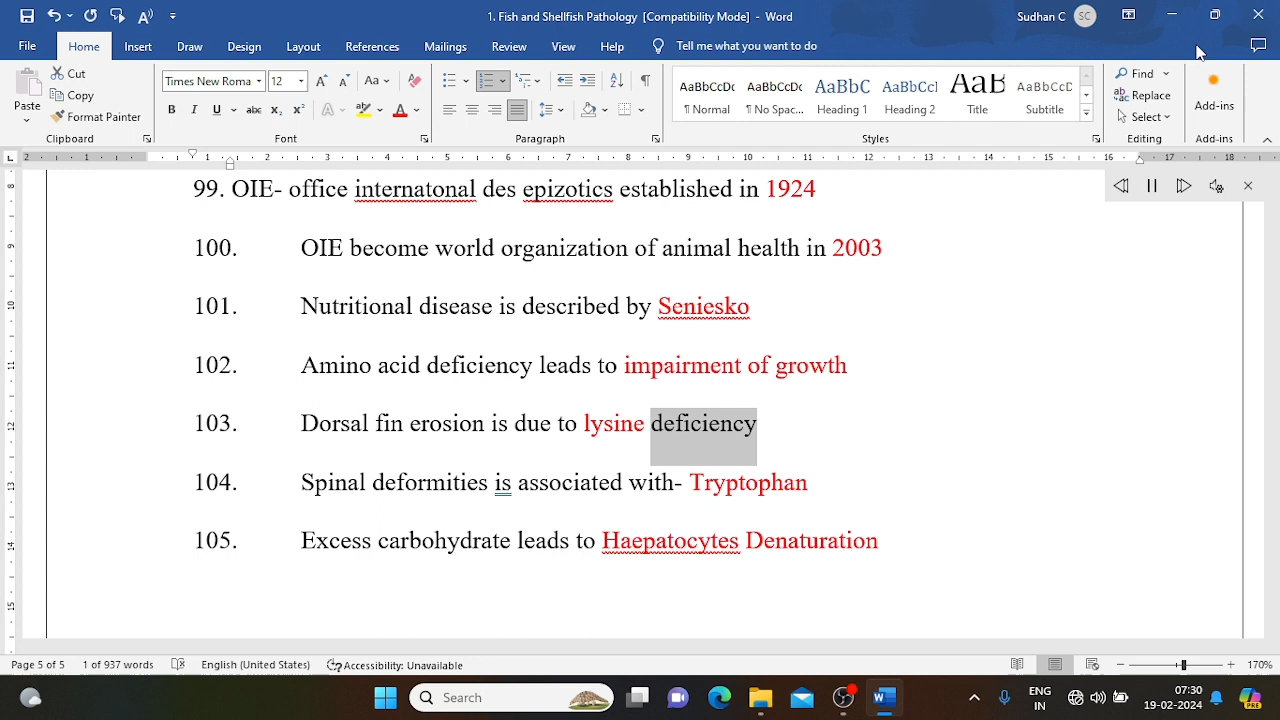 1. Fish and Shellfish Pathology [Compatibility Mode] - Word
Sudhan C SC
File Home Insert Draw Design Layout References Mailings Review View Help Tell me what you want to do
Paste Cut Copy Format Painter
Times New Roma 12
AaBbCcDc AaBbCcDc AaBbC AaBbCcI AaB AaBbCcD
¶ Normal ¶ No Spac... Heading 1 Heading 2 Title Subtitle
Find Replace Select Add-ins
Clipboard Font Paragraph Styles Editing Add-ins
99. OIE- office internatonal des epizotics established in 1924
100. OIE become world organization of animal health in 2003
101. Nutritional disease is described by Seniesko
102. Amino acid deficiency leads to impairment of growth
103. Dorsal fin erosion is due to lysine deficiency
104. Spinal deformities is associated with- Tryptophan
105. Excess carbohydrate leads to Haepatocytes Denaturation
Page 5 of 5 1 of 937 words English (United States) Accessibility: Unavailable 170%
Search ENG IN 07:30 12-02-2024 PRE